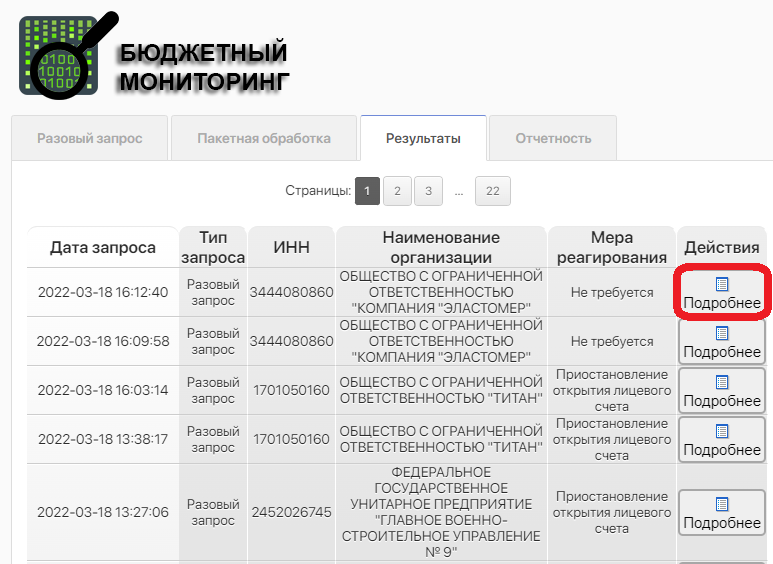 БЮДЖЕТНЫЙ
МОНИТОРИНГ
Разовый запрос
Пакетная обработка
Результаты
Отчетность
Страницы: 1 2 3 ... 22
Дата запроса
Тип
запроса
ИНН
Наименование
организации
Мера
реагирования
Действия
2022-03-18 16:12:40
Разовый
запрос
3444080860
ОБЩЕСТВО С ОГРАНИЧЕННОЙ
ОТВЕТСТВЕННОСТЬЮ
"КОМПАНИЯ "ЭЛАСТОМЕР"
Не требуется
Подробнее
2022-03-18 16:09:58
Разовый
запрос
3444080860
ОБЩЕСТВО С ОГРАНИЧЕННОЙ
ОТВЕТСТВЕННОСТЬЮ
"КОМПАНИЯ "ЭЛАСТОМЕР"
Не требуется
Подробнее
2022-03-18 16:03:14
Разовый
запрос
1701050160
ОБЩЕСТВО С ОГРАНИЧЕННОЙ
ОТВЕТСТВЕННОСТЬЮ "ТИТАН"
Приостановление
открытия лицевого
счета
Подробнее
2022-03-18 13:38:17
Разовый
запрос
1701050160
ОБЩЕСТВО С ОГРАНИЧЕННОЙ
ОТВЕТСТВЕННОСТЬЮ "ТИТАН"
Приостановление
открытия лицевого
счета
Подробнее
2022-03-18 13:27:06
Разовый
запрос
2452026745
ФЕДЕРАЛЬНОЕ
ГОСУДАРСТВЕННОЕ
УНИТАРНОЕ ПРЕДПРИЯТИЕ
"ГЛАВНОЕ ВОЕННО-
СТРОИТЕЛЬНОЕ УПРАВЛЕНИЕ
№ 9"
Приостановление
открытия лицевого
счета
Подробнее